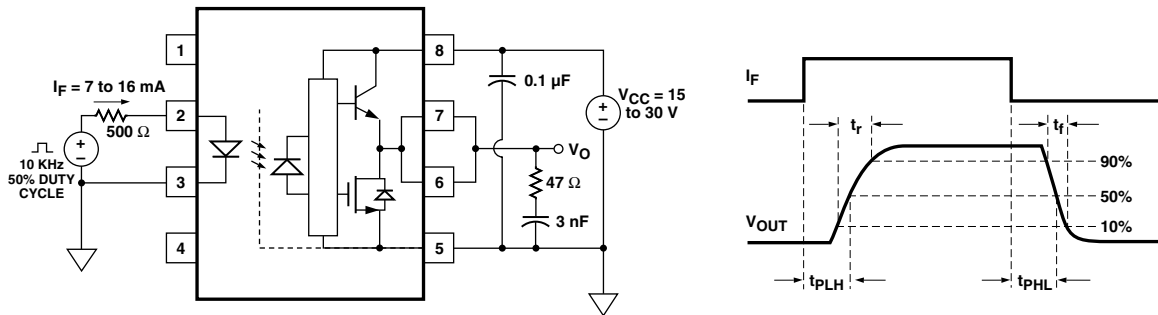 1
2
3
4
8
7
6
5
I_F = 7 to 16 mA
500 Ω
+
−
10 KHz
50% DUTY
CYCLE
0.1 µF
V_CC = 15
to 30 V
+
−
V_O
47 Ω
3 nF
I_F
t_r
t_f
90%
50%
10%
V_OUT
t_PLH
t_PHL